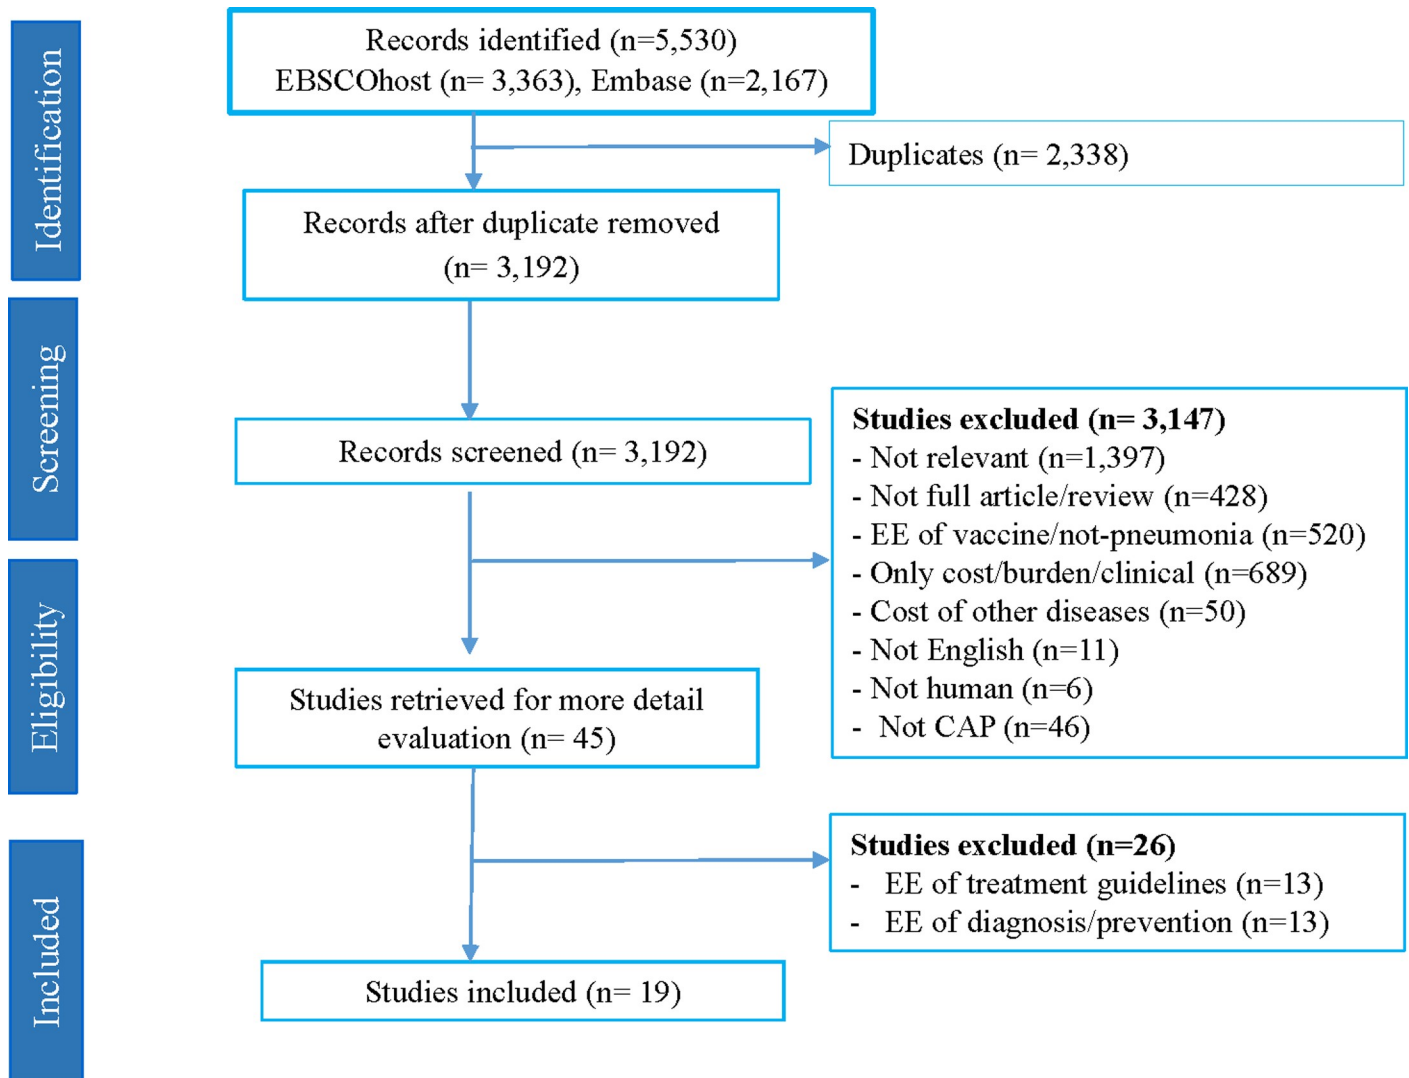 Identification
Records identified (n=5,530)
EBSCOhost (n= 3,363), Embase (n=2,167)
Duplicates (n= 2,338)
Records after duplicate removed
(n= 3,192)
Screening
Records screened (n= 3,192)
Studies excluded (n= 3,147)
- Not relevant (n=1,397)
- Not full article/review (n=428)
- EE of vaccine/not-pneumonia (n=520)
- Only cost/burden/clinical (n=689)
- Cost of other diseases (n=50)
- Not English (n=11)
- Not human (n=6)
- Not CAP (n=46)
Eligibility
Studies retrieved for more detail
evaluation (n= 45)
Studies excluded (n=26)
- EE of treatment guidelines (n=13)
- EE of diagnosis/prevention (n=13)
Included
Studies included (n= 19)